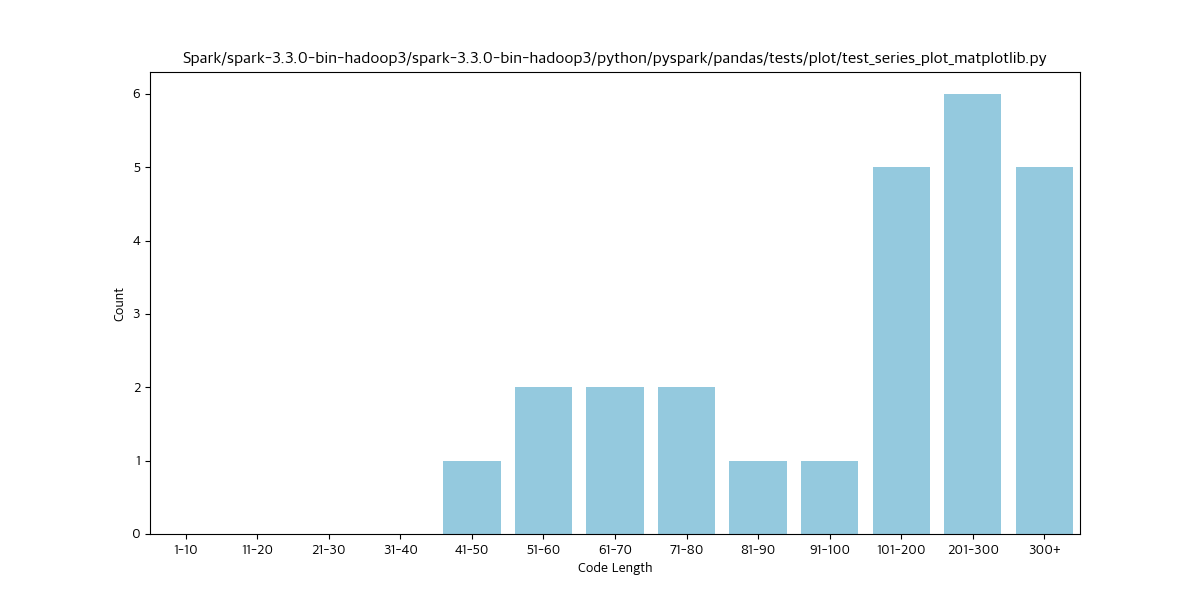 Spark/spark-3.3.0-bin-hadoop3/spark-3.3.0-bin-hadoop3/python/pyspark/pandas/tests/plot/test_series_plot_matplotlib.py
6
5
4
3
2
1
0
Count
1-10 11-20 21-30 31-40 41-50 51-60 61-70 71-80 81-90 91-100 101-200 201-300 300+
Code Length